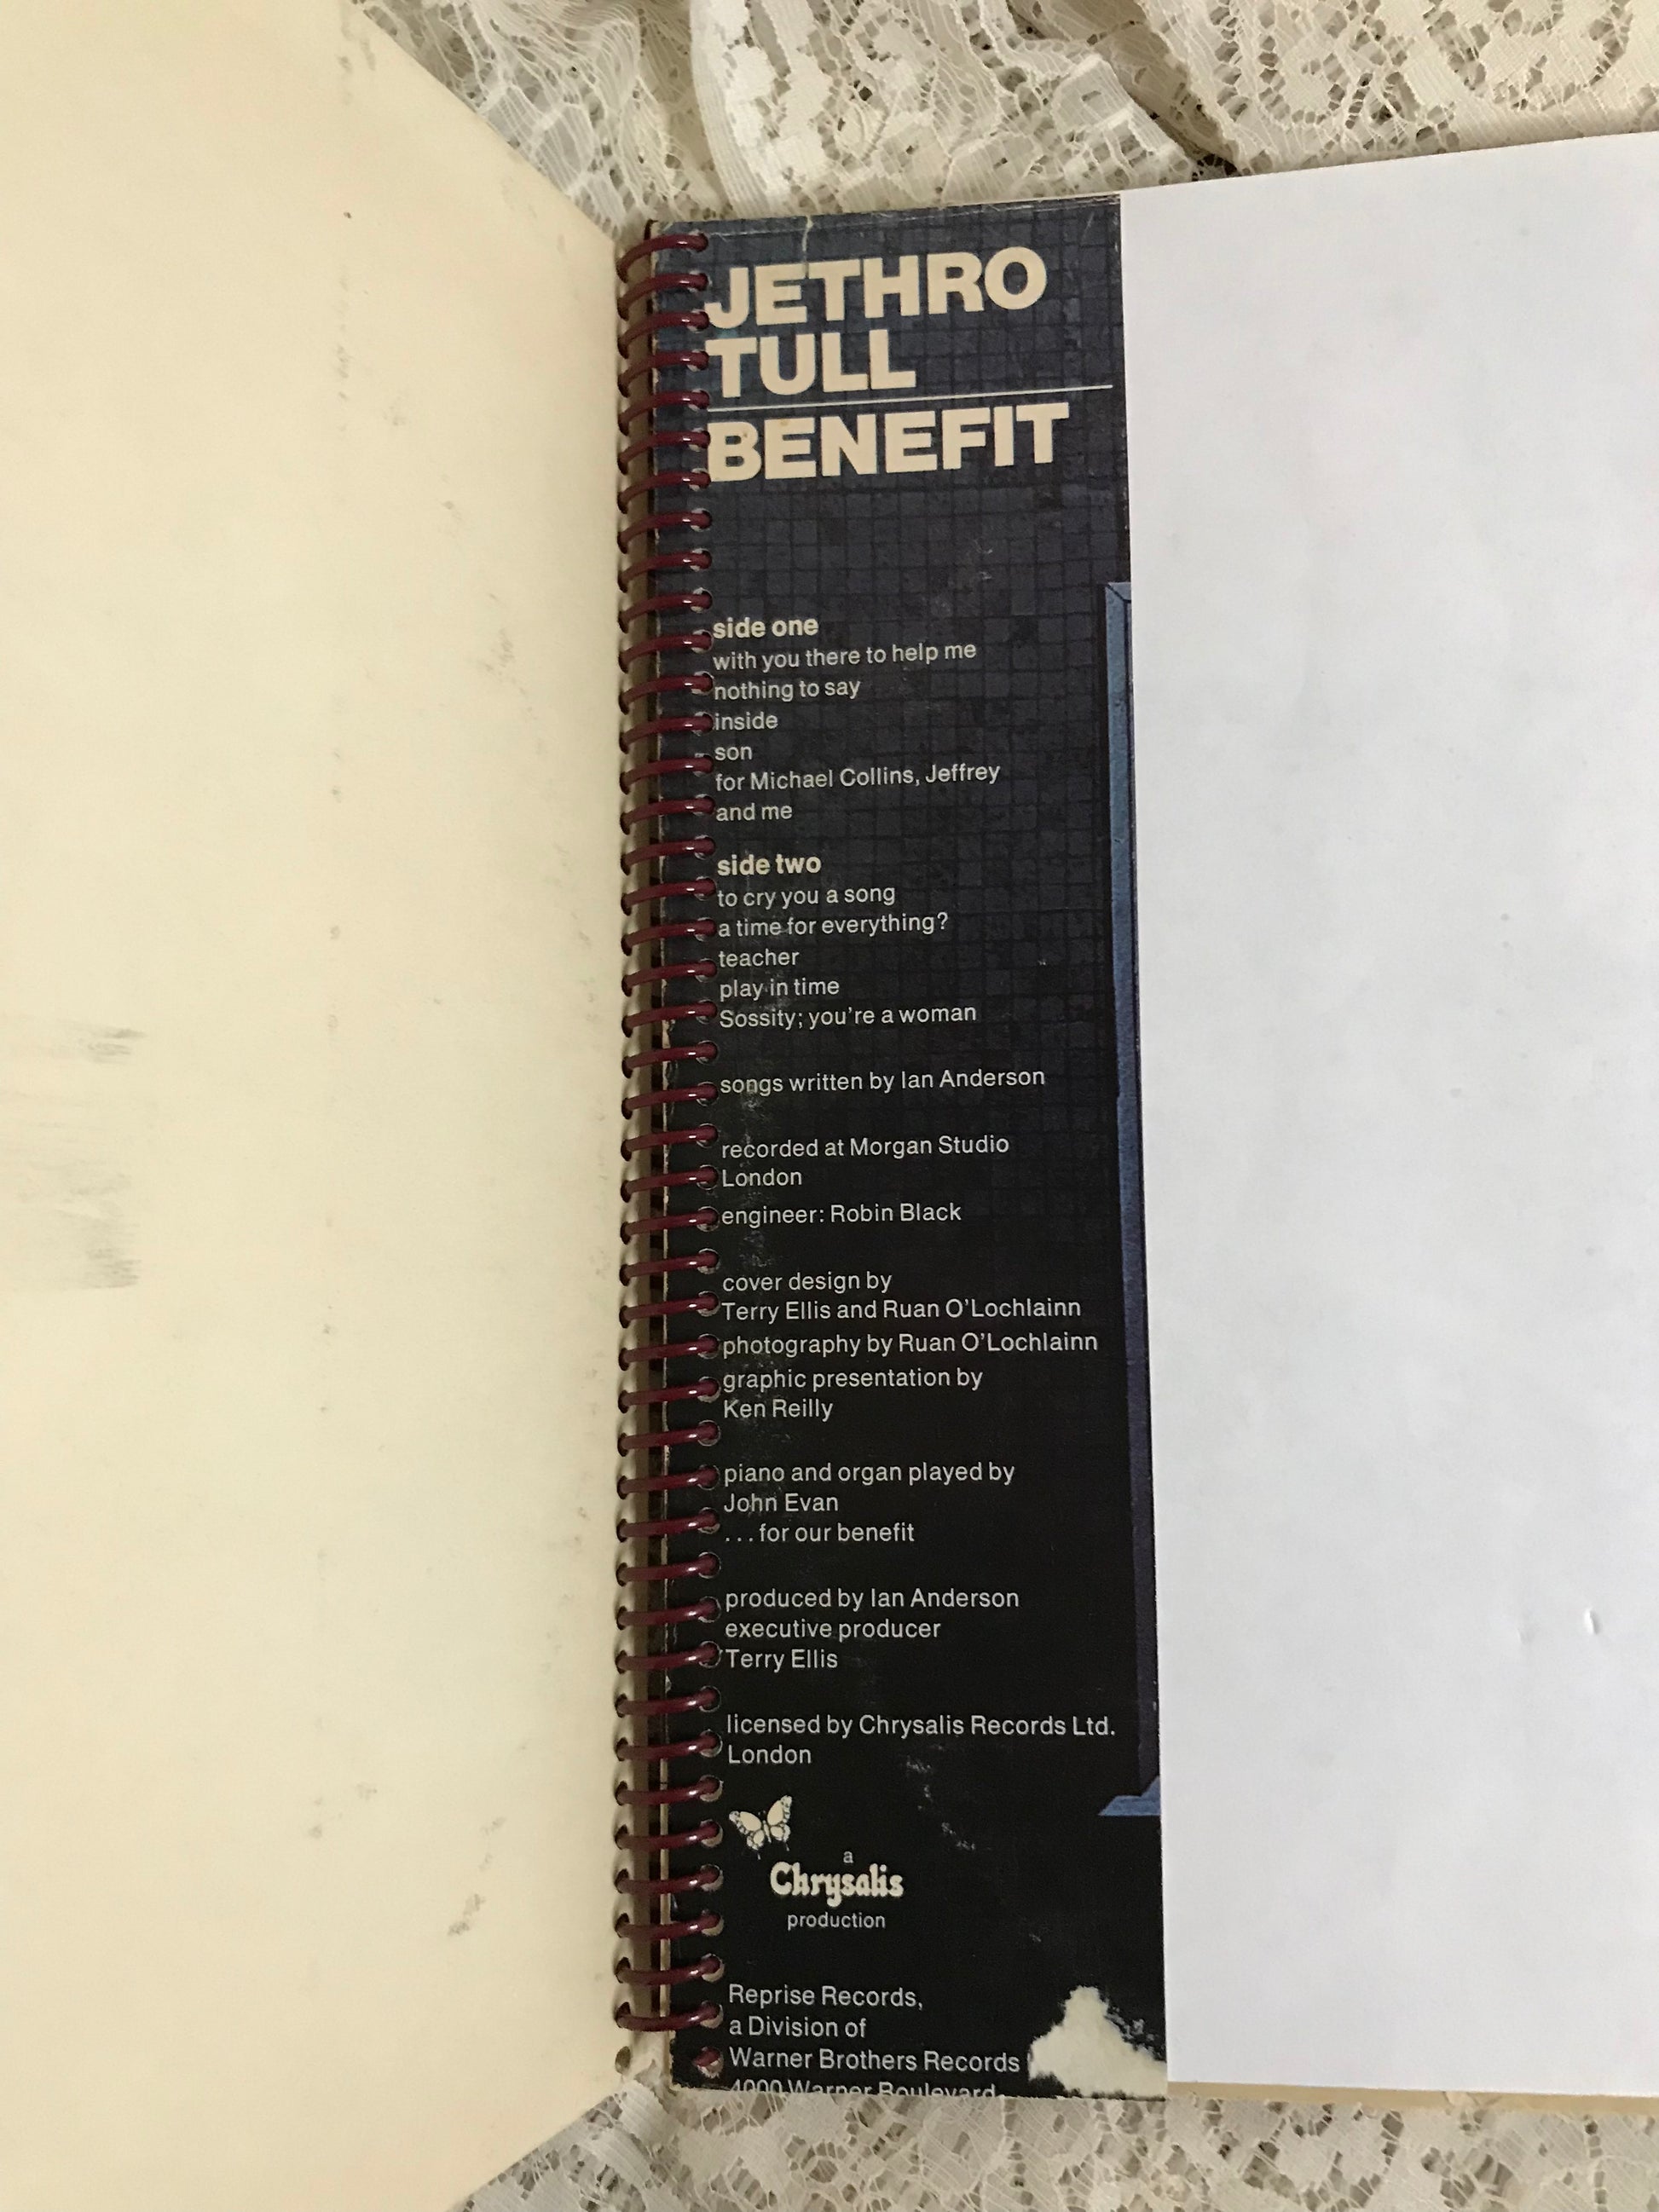 JETHRO
TULL
BENEFIT
side one
with you there to help me
nothing to say
inside
son
for Michael Collins, Jeffrey
and me
side two
to cry you a song
a time for everything?
teacher
play in time
Sossity; you're a woman
songs written by Ian Anderson
recorded at Morgan Studio
London
engineer: Robin Black
cover design by
Terry Ellis and Ruan O'Lochlainn
photography by Ruan O'Lochlainn
graphic presentation by
Ken Reilly
piano and organ played by
John Evan
...for our benefit
produced by Ian Anderson
executive producer
Terry Ellis
licensed by Chrysalis Records Ltd.
London
a
Chrysalis
production
Reprise Records,
a Division of
Warner Brothers Records
4000 Warner Boulevard